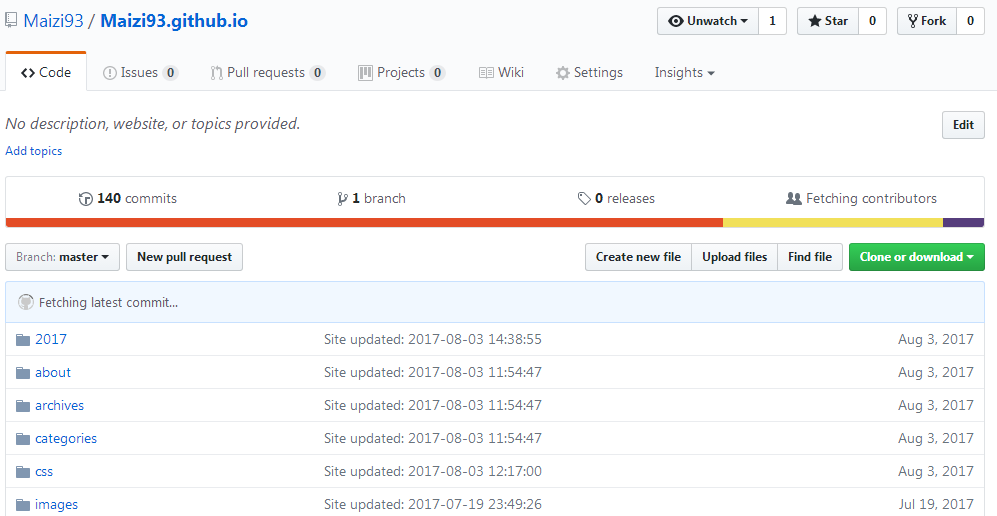 Maizi93 / Maizi93.github.io
Unwatch 1 Star 0 Fork 0
Code Issues 0 Pull requests 0 Projects 0 Wiki Settings Insights
No description, website, or topics provided.
Edit
Add topics
140 commits 1 branch 0 releases Fetching contributors
Branch: master New pull request Create new file Upload files Find file Clone or download
Fetching latest commit...
2017 Site updated: 2017-08-03 14:38:55 Aug 3, 2017
about Site updated: 2017-08-03 11:54:47 Aug 3, 2017
archives Site updated: 2017-08-03 11:54:47 Aug 3, 2017
categories Site updated: 2017-08-03 11:54:47 Aug 3, 2017
css Site updated: 2017-08-03 12:17:00 Aug 3, 2017
images Site updated: 2017-07-19 23:49:26 Jul 19, 2017